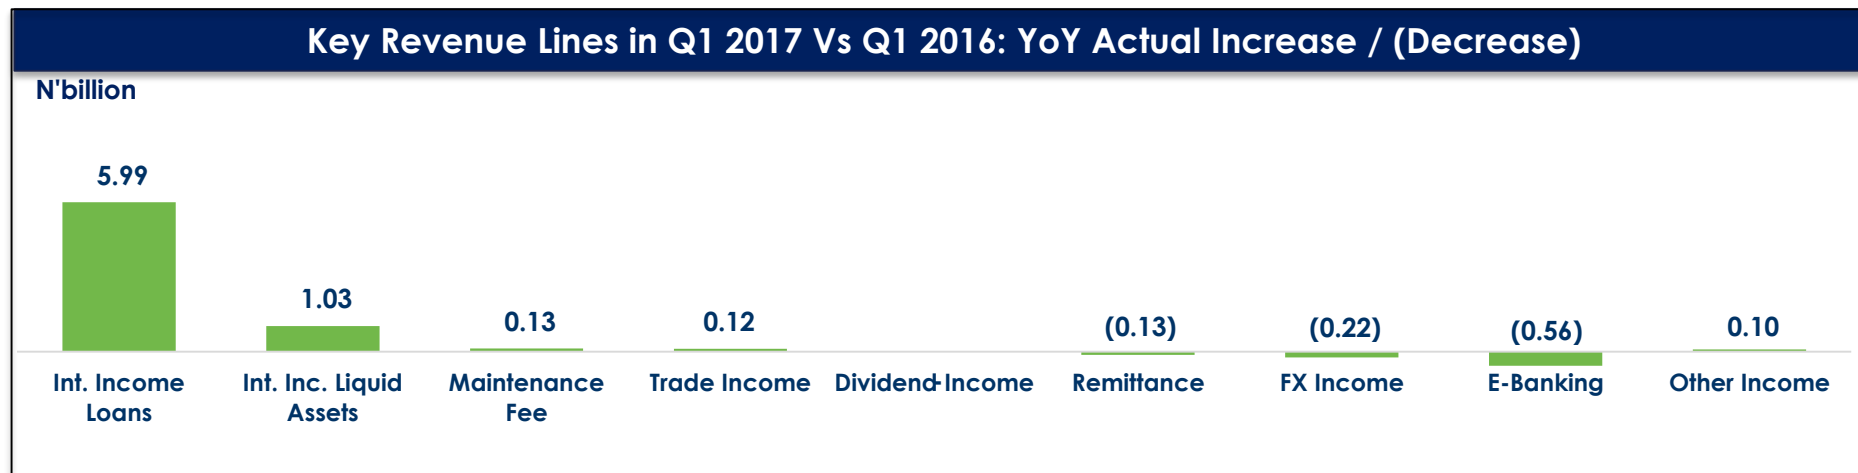 Key Revenue Lines in Q1 2017 Vs Q1 2016: YoY Actual Increase / (Decrease)
N'billion
5.99
1.03
0.13
0.12
-
(0.13)
(0.22)
(0.56)
0.10
Int. Income
Loans
Int. Inc. Liquid
Assets
Maintenance
Fee
Trade Income
Dividend Income
Remittance
FX Income
E-Banking
Other Income